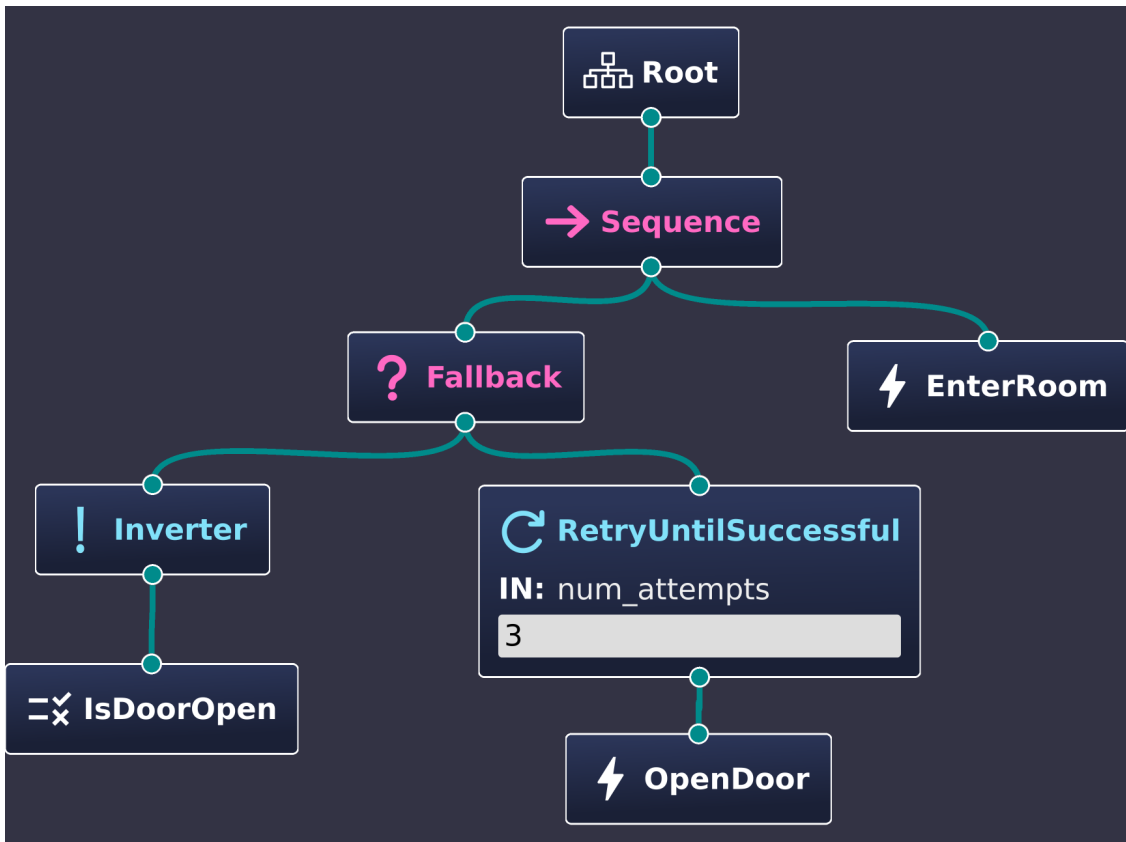 Root
Sequence
Fallback
EnterRoom
Inverter
RetryUntilSuccessful
IN: num_attempts
3
IsDoorOpen
OpenDoor